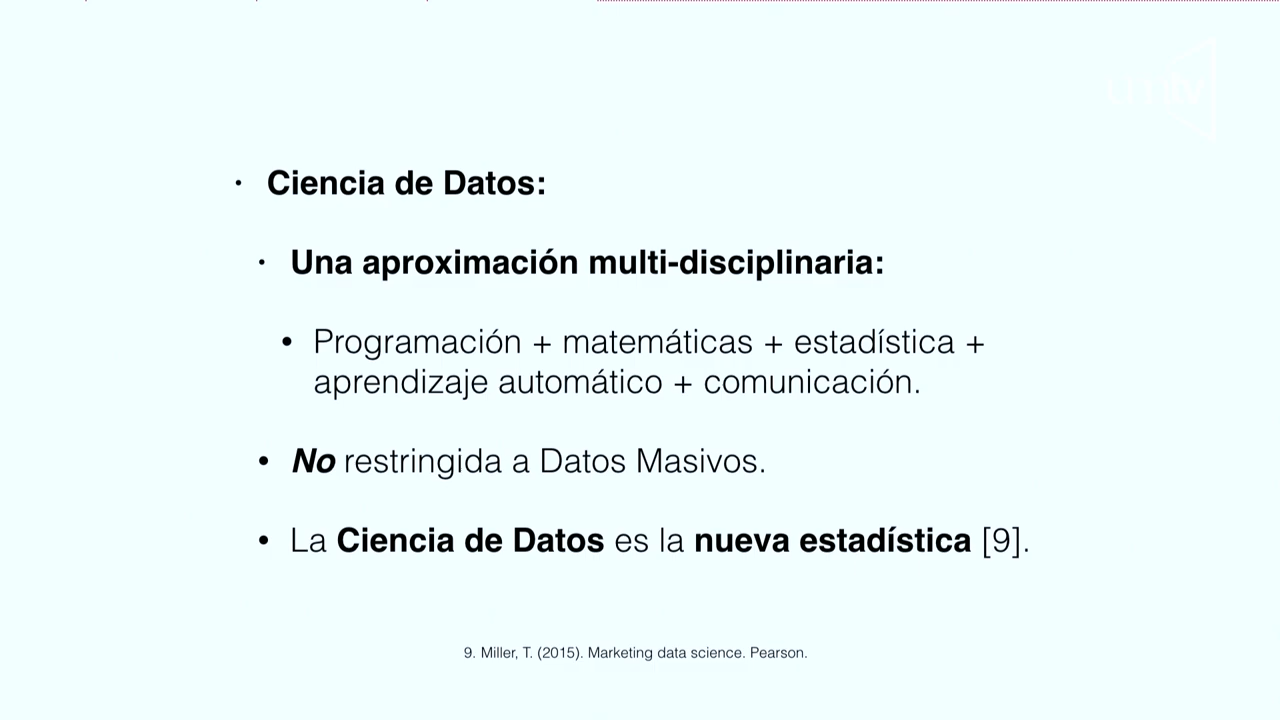 • Ciencia de Datos:
• Una aproximación multi-disciplinaria:
• Programación + matemáticas + estadística +
aprendizaje automático + comunicación.
• No restringida a Datos Masivos.
• La Ciencia de Datos es la nueva estadística [9].
9. Miller, T. (2015). Marketing data science. Pearson.